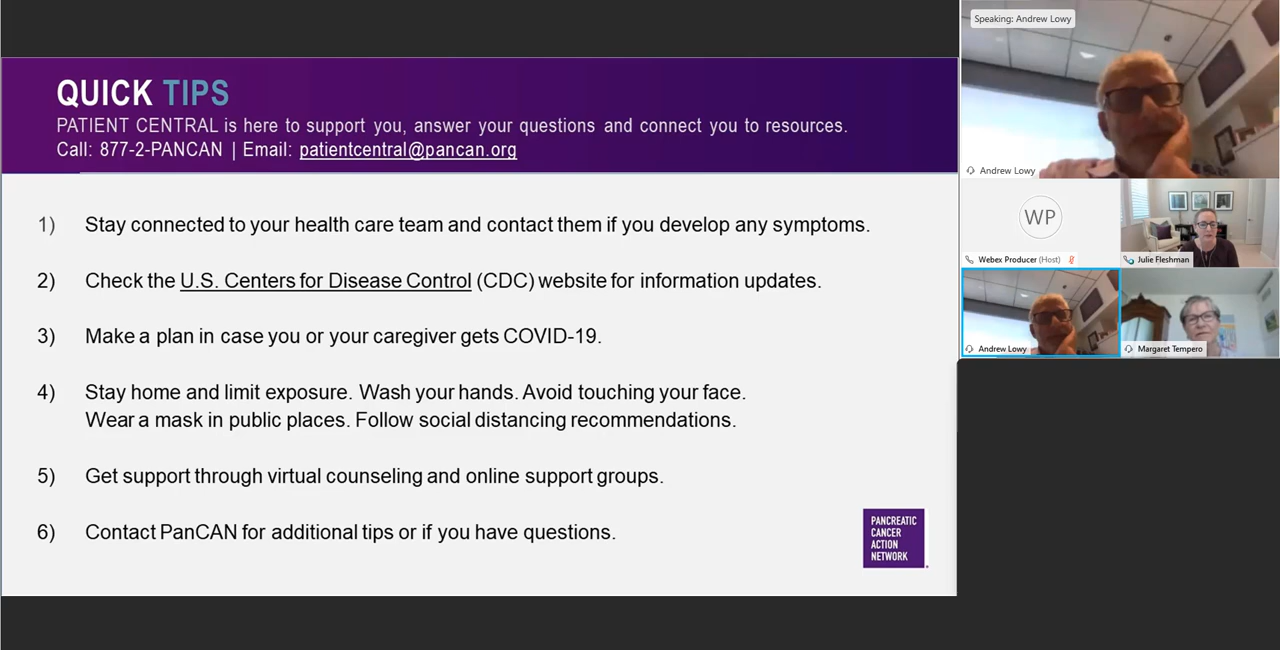 QUICK TIPS
PATIENT CENTRAL is here to support you, answer your questions and connect you to resources.
Call: 877-2-PANCAN | Email: patientcentral@pancan.org
1) Stay connected to your health care team and contact them if you develop any symptoms.
2) Check the U.S. Centers for Disease Control (CDC) website for information updates.
3) Make a plan in case you or your caregiver gets COVID-19.
4) Stay home and limit exposure. Wash your hands. Avoid touching your face.
Wear a mask in public places. Follow social distancing recommendations.
5) Get support through virtual counseling and online support groups.
6) Contact PanCAN for additional tips or if you have questions.
PANCREATIC
CANCER
ACTION
NETWORK
Speaking: Andrew Lowy
Andrew Lowy
WP
Webex Producer (Host)
Julie Fleshman
Andrew Lowy
Margaret Tempero